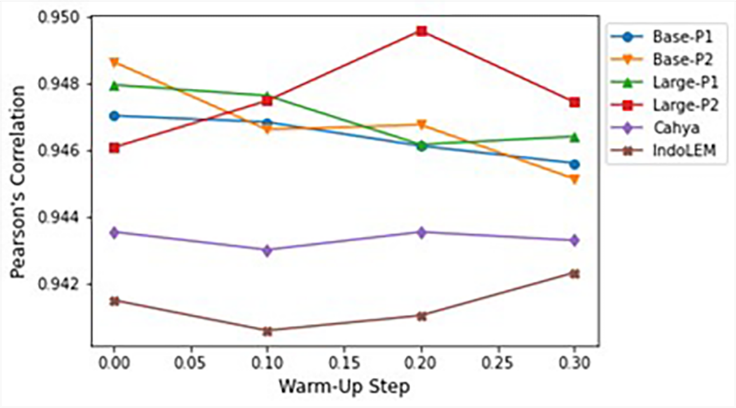 0.950
0.948
0.946
0.944
0.942
Pearson's Correlation
0.00 0.05 0.10 0.15 0.20 0.25 0.30
Warm-Up Step
Base-P1
Base-P2
Large-P1
Large-P2
Cahya
IndoLEM